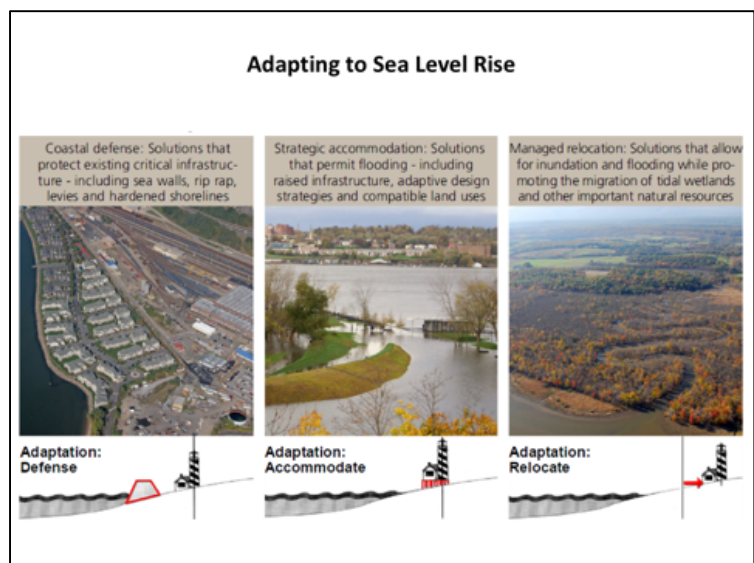 Adapting to Sea Level Rise
Coastal defense: Solutions that
protect existing critical infrastruc-
ture - including sea walls, rip rap,
levies and hardened shorelines
Strategic accommodation: Solutions
that permit flooding - including
raised infrastructure, adaptive design
strategies and compatible land uses
Managed relocation: Solutions that allow
for inundation and flooding while pro-
moting the migration of tidal wetlands
and other important natural resources
Adaptation:
Defense
Adaptation:
Accommodate
Adaptation:
Relocate